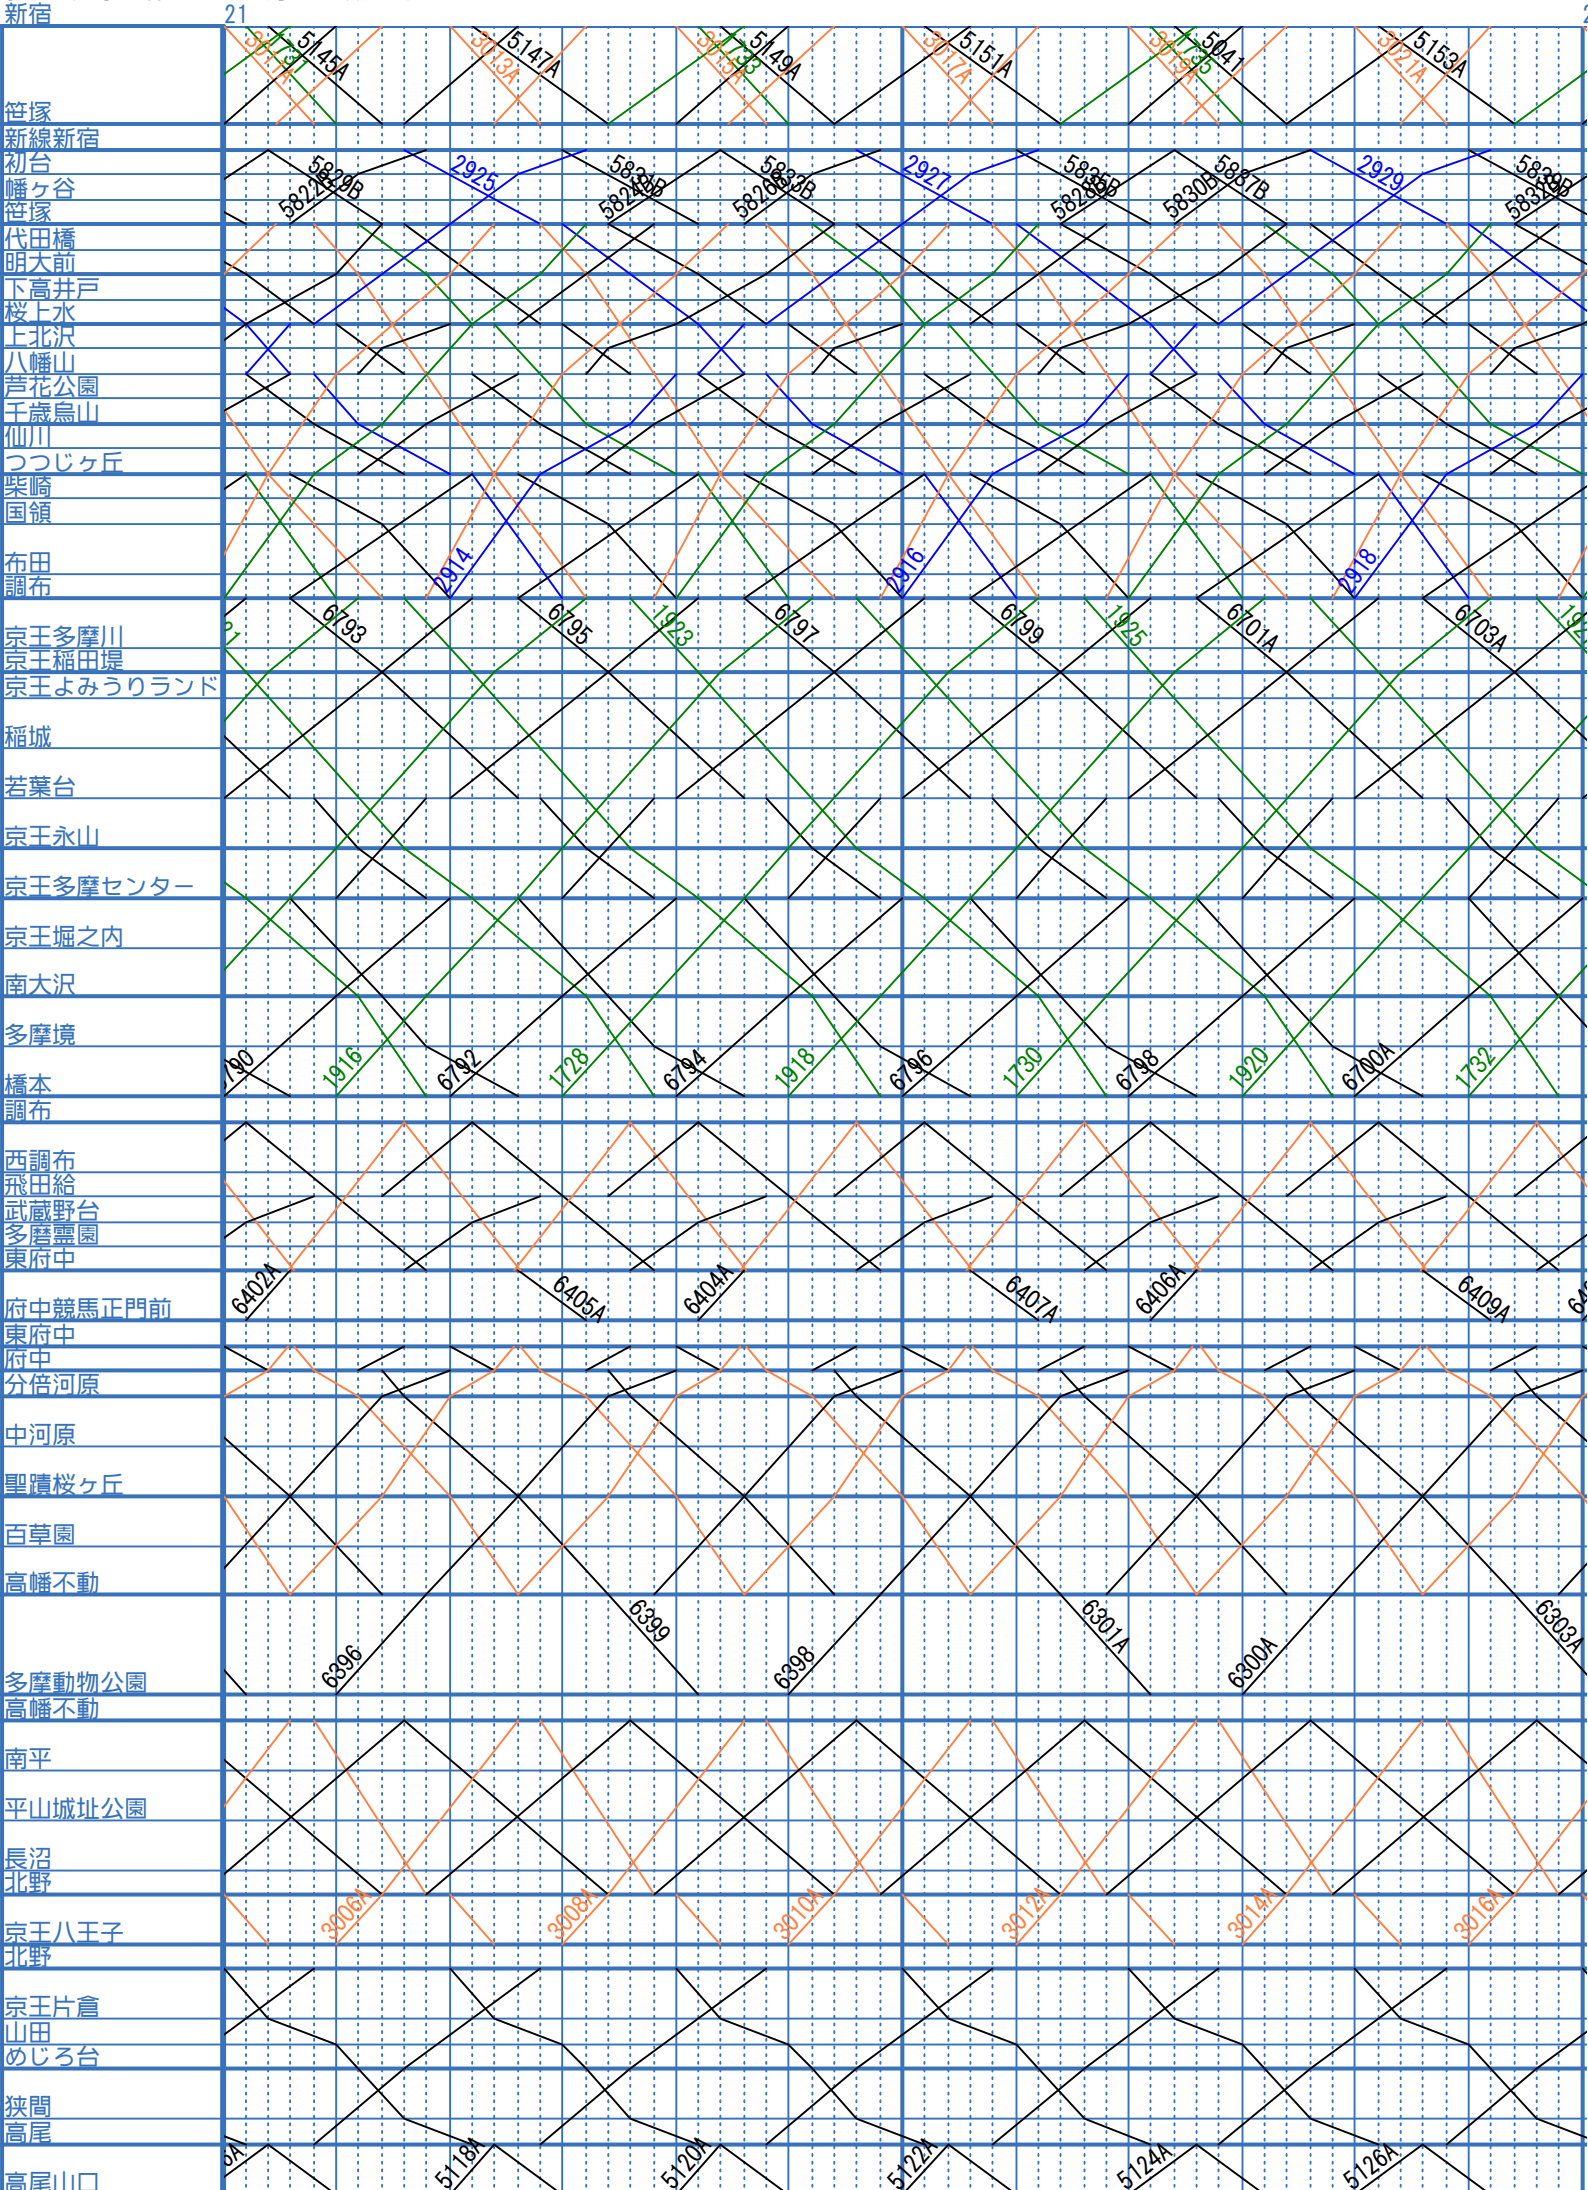 新宿
21
3011A
1731
5145A
3013A
5147A
3015A
1733
5149A
3017A
5151A
3019A
1735
5041
3021A
5153A
笹塚
新線新宿
初台
幡ヶ谷
笹塚
5829B
2925
5831B
5826B
5833B
2927
5835B
5830B
5837B
2929
5839B
代田橋
明大前
下高井戸
桜上水
上北沢
八幡山
芦花公園
千歳烏山
仙川
つつじヶ丘
柴崎
国領
布田
2914
2916
2918
調布
京王多摩川
6793
6795
1923
6797
6799
1925
6701A
6703A
京王稲田堤
京王よみうりランド
稲城
若葉台
京王永山
京王多摩センター
京王堀之内
南大沢
多摩境
橋本
1916
6792
1728
6794
1918
6796
1730
6798
1920
6700A
1732
調布
西調布
飛田給
武蔵野台
多磨霊園
東府中
府中競馬正門前
6402A
6405A
6404A
6407A
6406A
6409A
東府中
府中
分倍河原
中河原
聖蹟桜ヶ丘
百草園
高幡不動
多摩動物公園
6396
6399
6398
6301A
6300A
6303A
高幡不動
南平
平山城址公園
長沼
北野
京王八王子
3006A
3008A
3010A
3012A
3014A
3016A
北野
京王片倉
山田
めじろ台
狭間
高尾
高尾山口
5118A
5120A
5122A
5124A
5126A